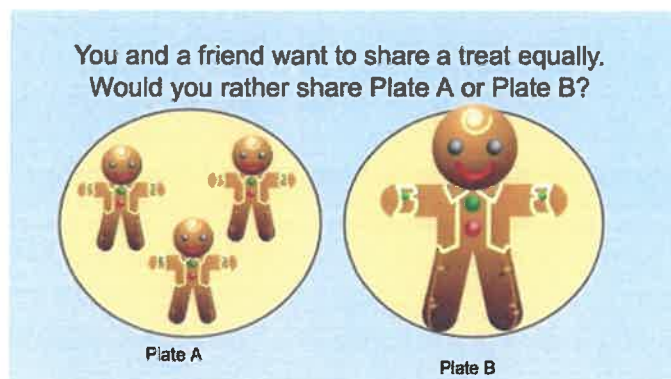 You and a friend want to share a treat equally.
Would you rather share Plate A or Plate B?
Plate A
Plate B